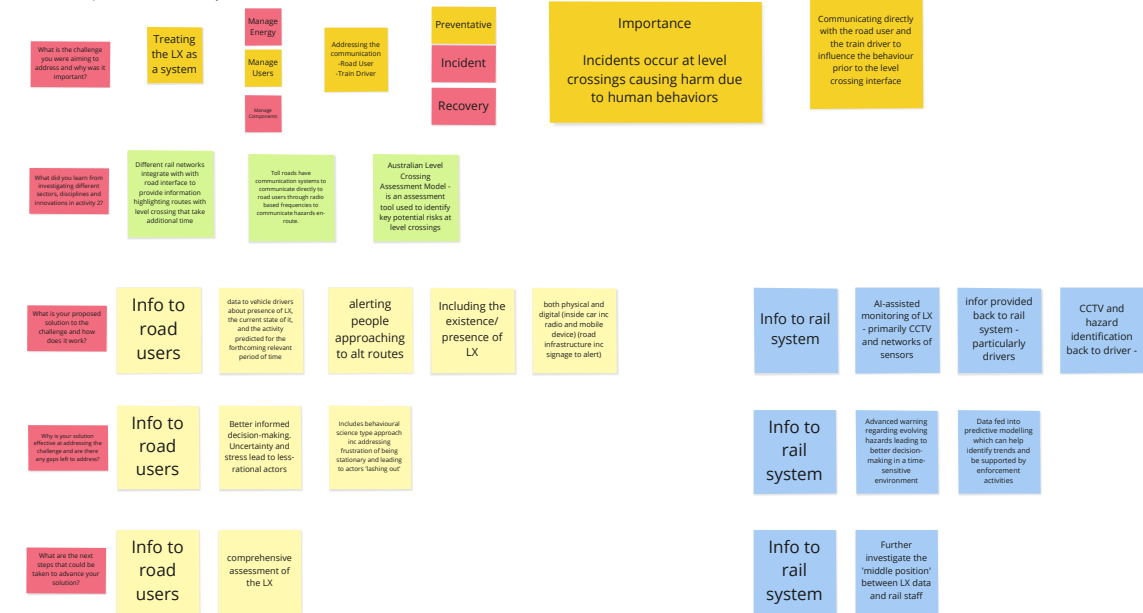 What is the challenge
you were aiming to
address and why was it
important?
Treating
the LX as
a system
Manage
Energy
Manage
Users
Manage
Components
Addressing the
communication
-Road User
-Train Driver
Preventative
Incident
Recovery
Importance
Incidents occur at level
crossings causing harm due
to human behaviors
Communicating directly
with the road user and
the train driver to
influence the behaviour
prior to the level
crossing interface
What did you learn from
investigating different
sectors, disciplines and
innovations in activity 2?
Different rail networks
integrate with with
road interface to
provide information
highlighting routes with
level crossing that take
additional time
Toll roads have
communication systems to
communicate directly to
road users through radio
based frequencies to
communicate hazards en-
route.
Australian Level
Crossing
Assessment Model -
is an assessment
tool used to identify
key potential risks at
level crossings
What is your proposed
solution to the
challenge and how
does it work?
Info to
road
users
data to vehicle drivers
about presence of LX,
the current state of it,
and the activity
predicted for the
forthcoming relevant
period of time
alerting
people
approaching
to alt routes
Including the
existence/
presence of
LX
both physical and
digital (inside car inc
radio and mobile
device) (road
infrastructure inc
signage to alert)
Info to rail
system
AI-assisted
monitoring of LX
- primarily CCTV
and networks of
sensors
infor provided
back to rail
system -
particularly
drivers
CCTV and
hazard
identification
back to driver -
Why is your solution
effective at addressing the
challenge and are there
any gaps left to address?
Info to
road
users
Better informed
decision-making.
Uncertainty and
stress lead to less-
rational actors
Includes behavioural
science type approach
inc addressing
frustration of being
stationary and leading
to actors 'lashing out'
Info to
rail
system
Advanced warning
regarding evolving
hazards leading to
better decision-
making in a time-
sensitive
environment
Data fed into
predictive modelling
which can help
identify trends and
be supported by
enforcement
activities
What are the next
steps that could be
taken to advance your
solution?
Info to
road
users
comprehensive
assessment of
the LX
Info to
rail
system
Further
investigate the
'middle position'
between LX data
and rail staff